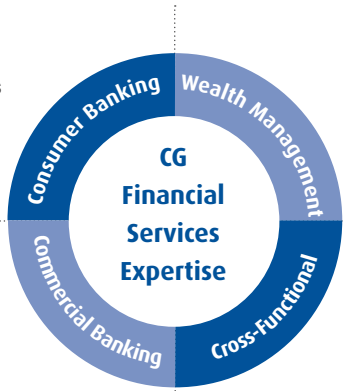 Consumer Banking
Wealth Management
CG
Financial
Services
Expertise
Commercial Banking
Cross-Functional